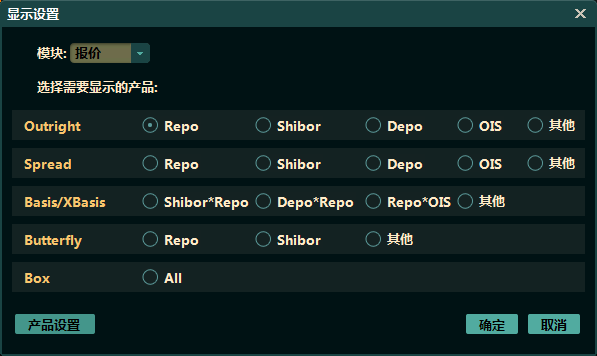 显示设置
模块: 报价
选择需要显示的产品:
Outright Repo Shibor Depo OIS 其他
Spread Repo Shibor Depo OIS 其他
Basis/XBasis Shibor*Repo Depo*Repo Repo*OIS 其他
Butterfly Repo Shibor 其他
Box All
产品设置 确定 取消